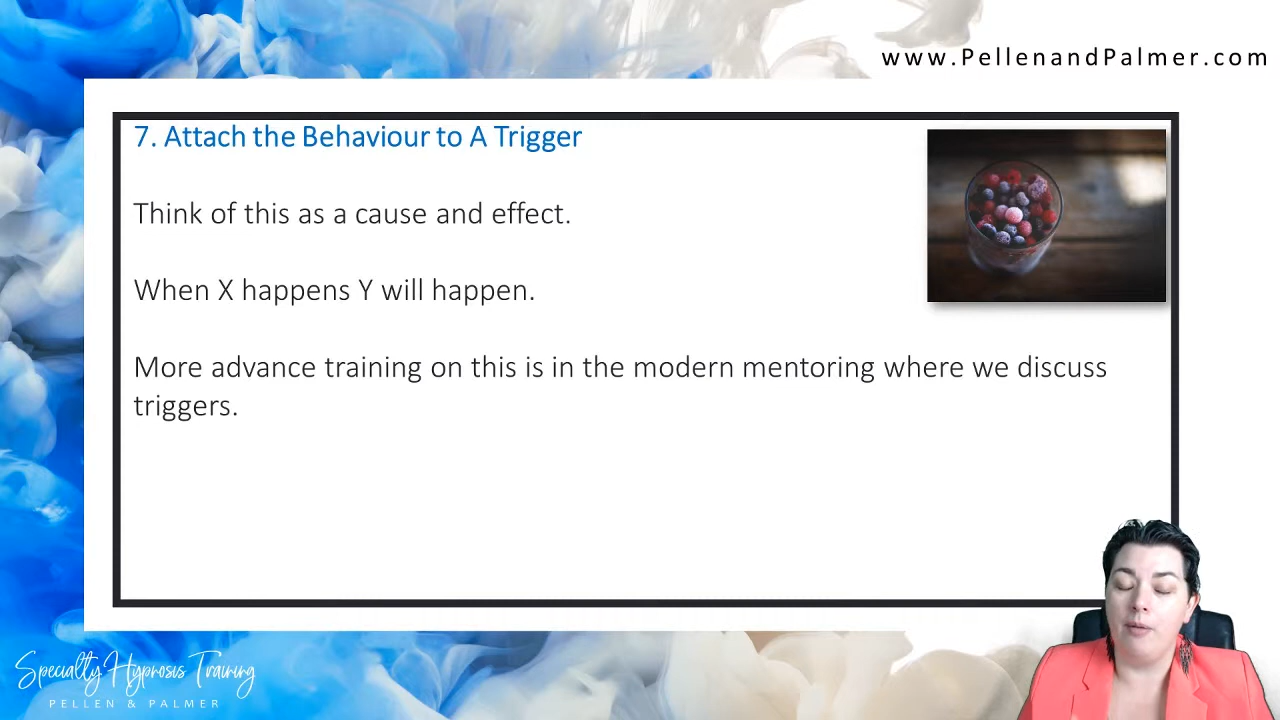 www.PellenandPalmer.com
7. Attach the Behaviour to A Trigger
Think of this as a cause and effect.
When X happens Y will happen.
More advance training on this is in the modern mentoring where we discuss
triggers.
Specialty Hypnosis Training
PELLEN & PALMER